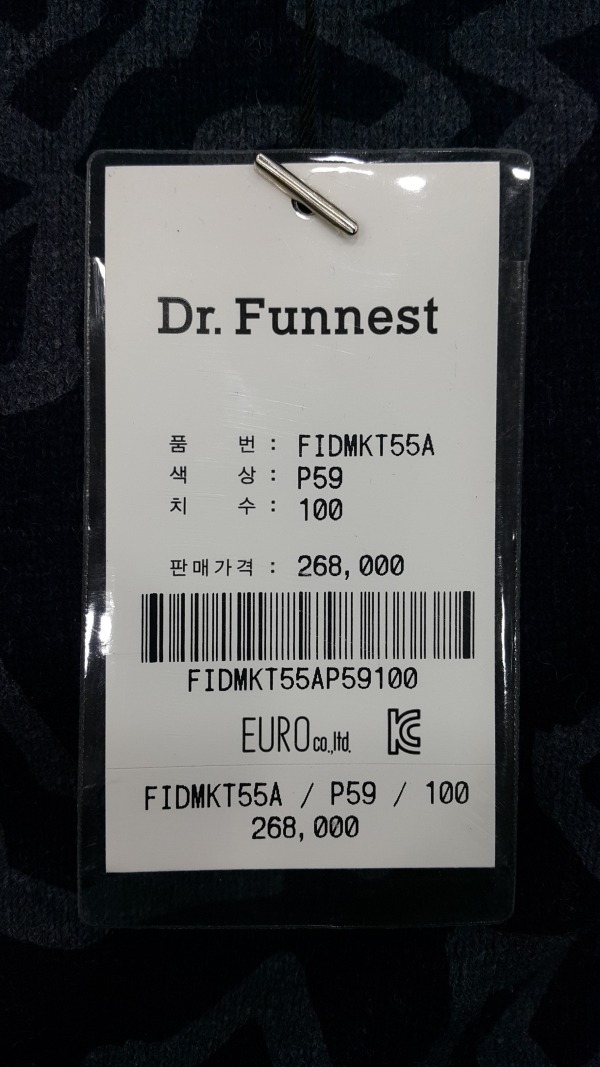 Dr. Funnest
품 번 : FIDMKT55A
색 상 : P59
치 수 : 100
판매가격 : 268,000
FIDMKT55AP59100
EURO co.,ltd. KC
FIDMKT55A / P59 / 100
268,000